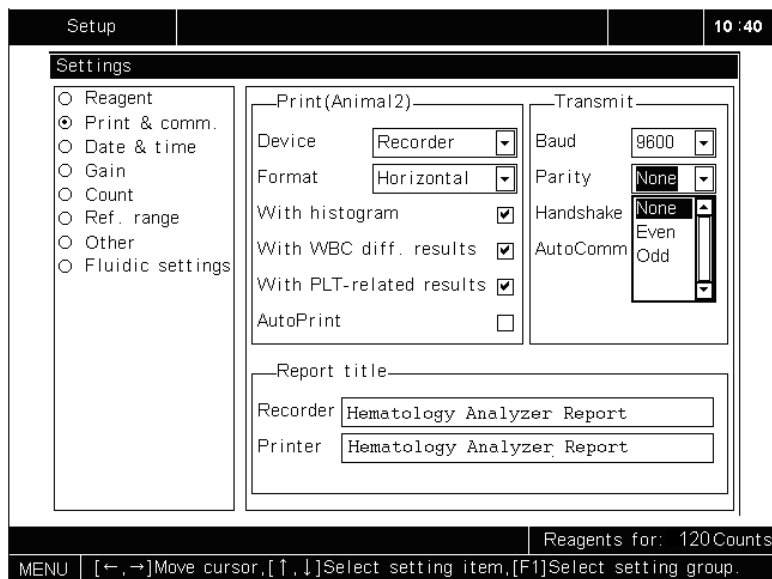 Setup
10:40
Settings
Reagent
Print & comm.
Date & time
Gain
Count
Ref. range
Other
Fluidic settings
Print(Animal2)
Device Recorder
Format Horizontal
With histogram
With WBC diff. results
With PLT-related results
AutoPrint
Transmit
Baud 9600
Parity None
Handshake None
Even
AutoComm Odd
Report title
Recorder Hematology Analyzer Report
Printer Hematology Analyzer Report
Reagents for: 120Counts
MENU [←,→]Move cursor,[↑,↓]Select setting item,[F1]Select setting group.